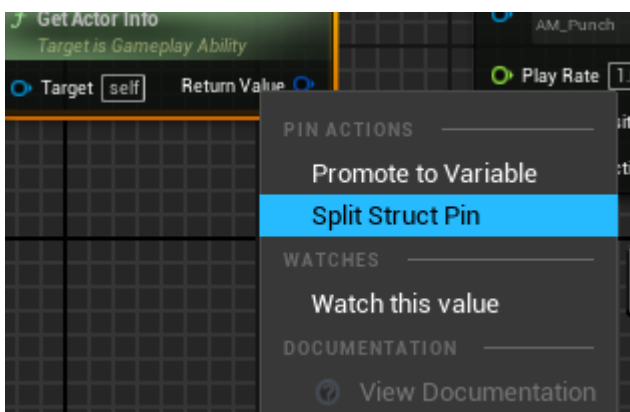 f Get Actor Info
Target is Gameplay Ability
Target self Return Value
AM_Punch
Play Rate 1.
PIN ACTIONS
Promote to Variable
Split Struct Pin
WATCHES
Watch this value
DOCUMENTATION
View Documentation